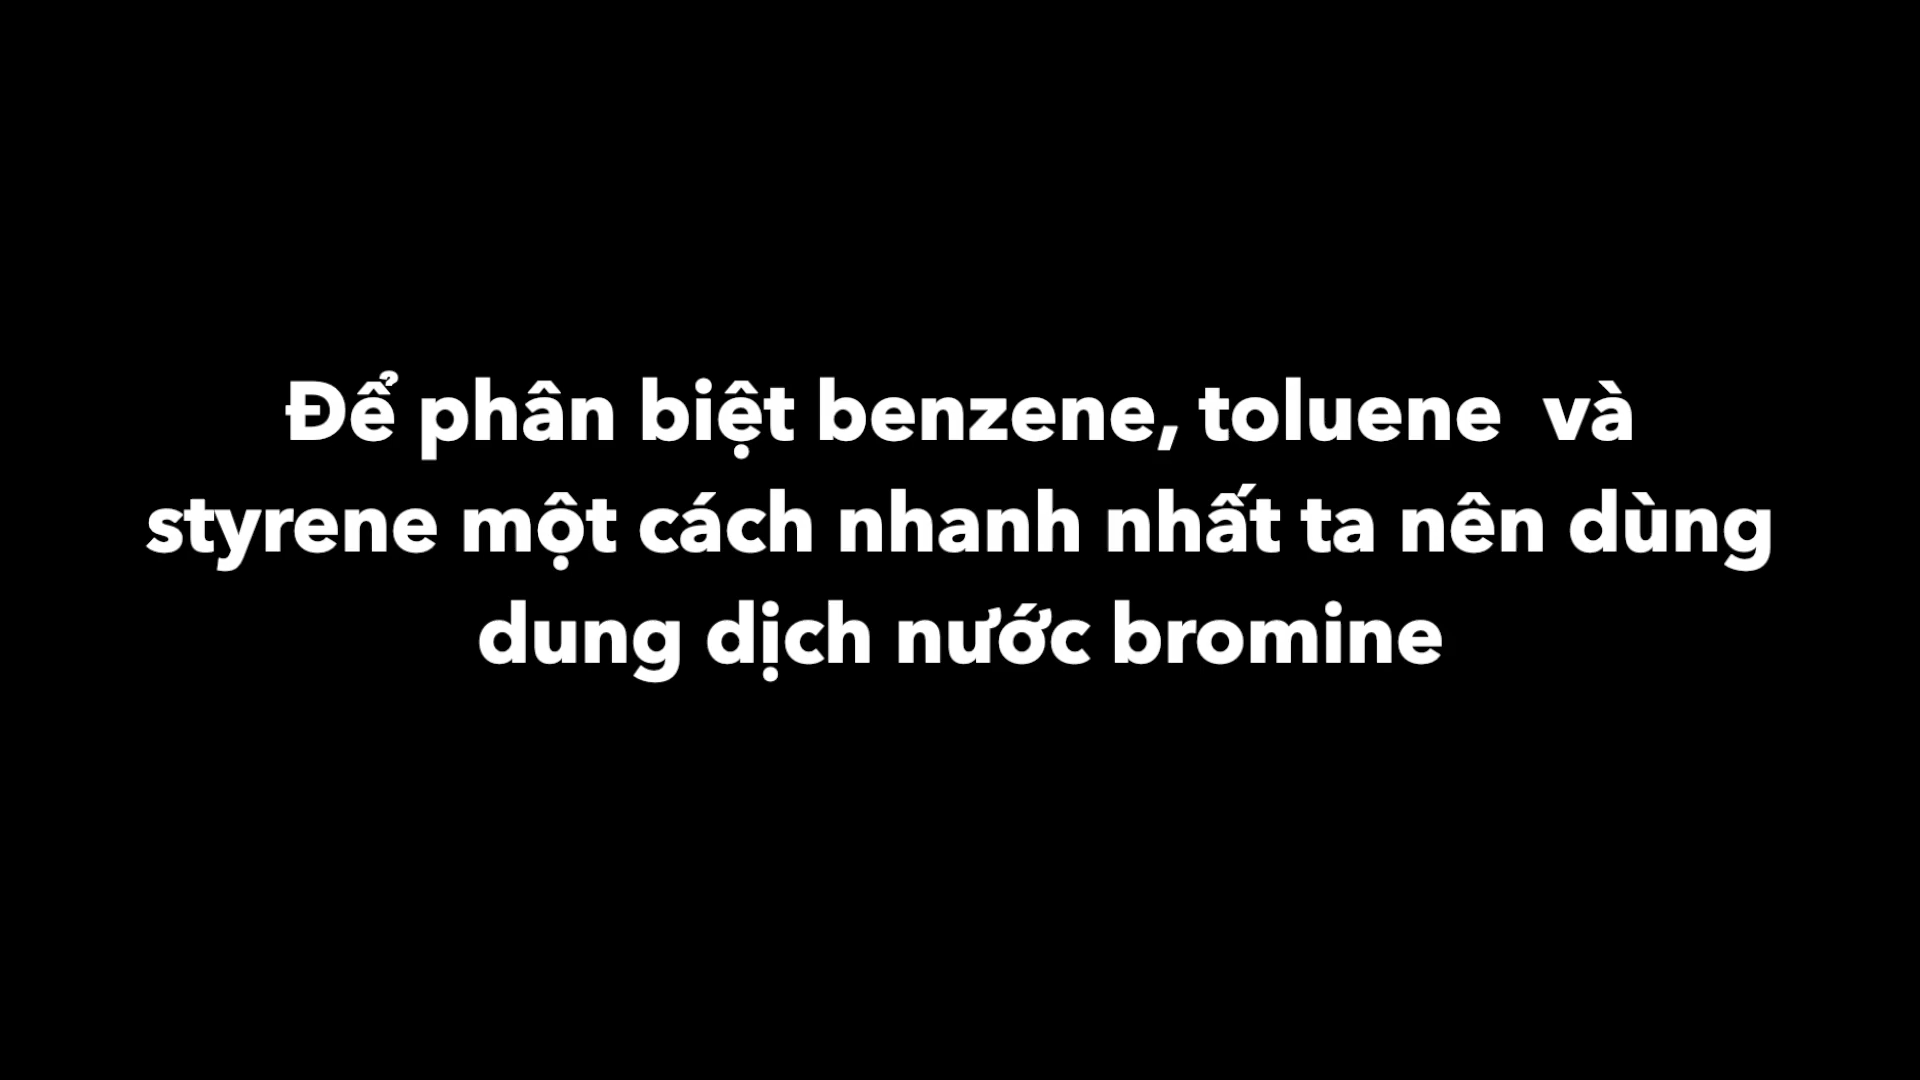 Để phân biệt benzene, toluene  và
styrene một cách nhanh nhất ta nên dùng
dung dịch nước bromine